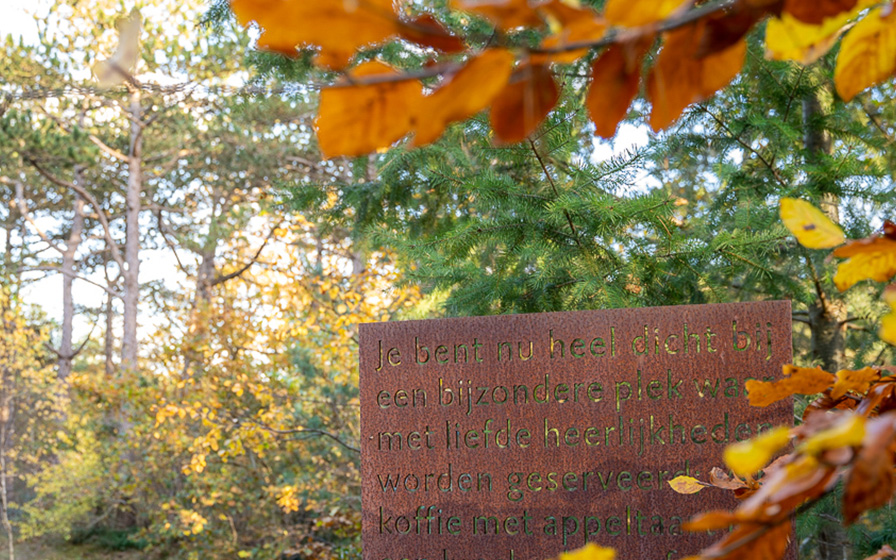 Je bent nu heel dicht bij
een bijzondere plek
met liefde heerlijkheden
worden geserveerd
koffie met